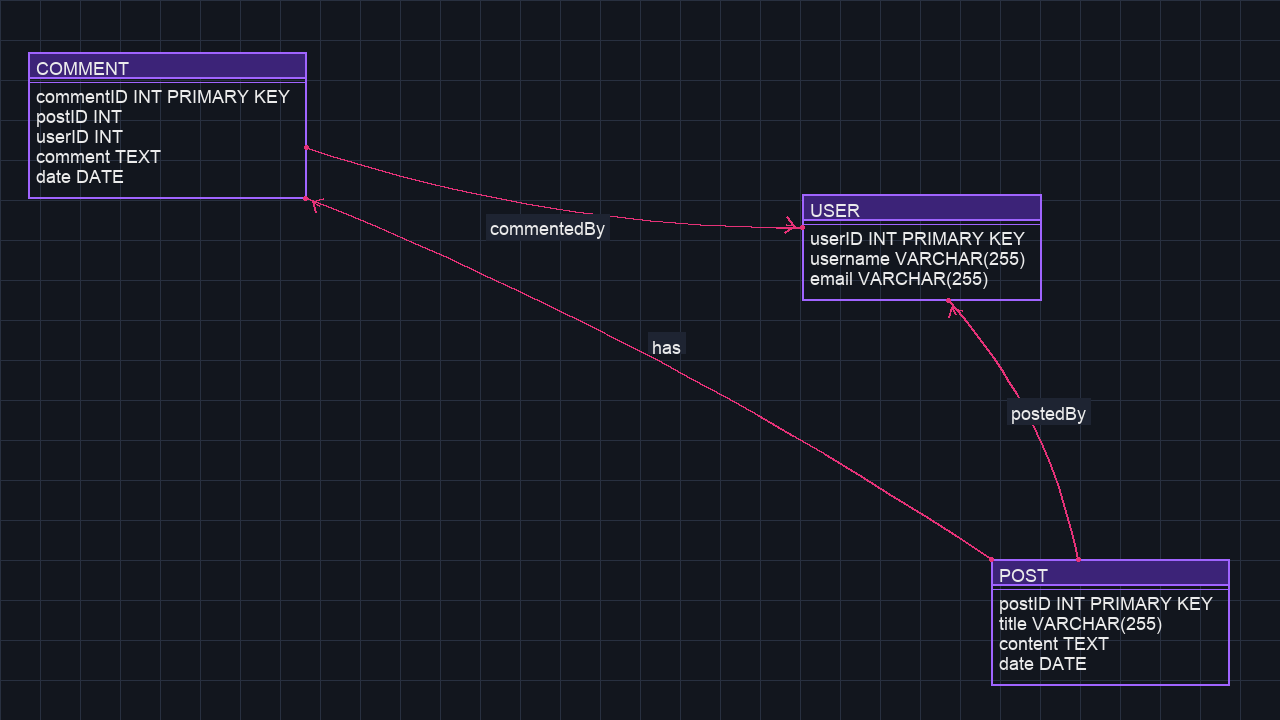 COMMENT
commentID INT PRIMARY KEY
postID INT
userID INT
comment TEXT
date DATE
commentedBy
USER
userID INT PRIMARY KEY
username VARCHAR(255)
email VARCHAR(255)
has
postedBy
POST
postID INT PRIMARY KEY
title VARCHAR(255)
content TEXT
date DATE